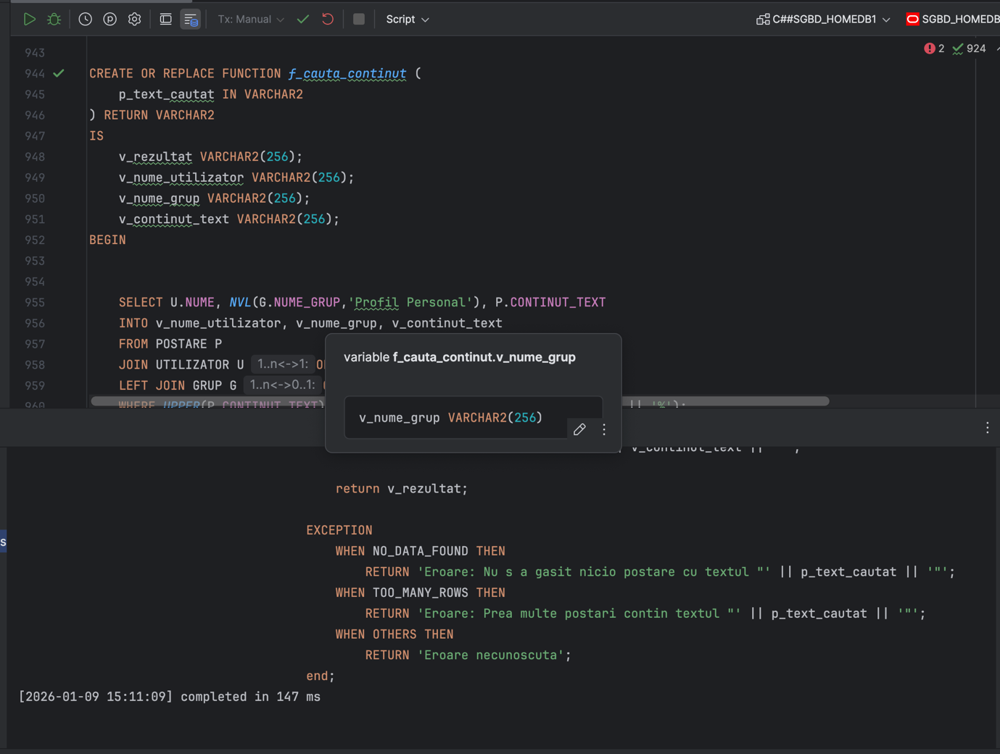 Tx: Manual Script C##SGBD_HOMEDB1 SGBD_HOMEDB
2 924
943
944 CREATE OR REPLACE FUNCTION f_cauta_continut (
945 p_text_cautat IN VARCHAR2
946 ) RETURN VARCHAR2
947 IS
948 v_rezultat VARCHAR2(256);
949 v_nume_utilizator VARCHAR2(256);
950 v_nume_grup VARCHAR2(256);
951 v_continut_text VARCHAR2(256);
952 BEGIN
953
954
955 SELECT U.NUME, NVL(G.NUME_GRUP,'Profil Personal'), P.CONTINUT_TEXT
956 INTO v_nume_utilizator, v_nume_grup, v_continut_text
957 FROM POSTARE P
958 JOIN UTILIZATOR U 1..n<->1:
959 LEFT JOIN GRUP G 1..n<->0..1:
960 WHERE UPPER(P.CONTINUT_TEXT) || '%');
variable f_cauta_continut.v_nume_grup
v_nume_grup VARCHAR2(256)
v_continut_text ||
return v_rezultat;
EXCEPTION
WHEN NO_DATA_FOUND THEN
RETURN 'Eroare: Nu s a gasit nicio postare cu textul "' || p_text_cautat || '"';
WHEN TOO_MANY_ROWS THEN
RETURN 'Eroare: Prea multe postari contin textul "' || p_text_cautat || '"';
WHEN OTHERS THEN
RETURN 'Eroare necunoscuta';
end;
[2026-01-09 15:11:09] completed in 147 ms